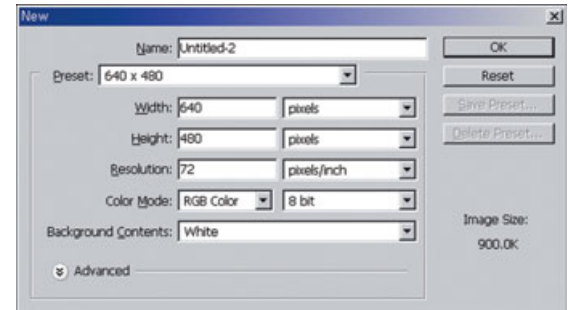 New
Name: Untitled-2
OK
Preset: 640 x 480
Reset
Width: 640 pixels
Save Preset...
Height: 480 pixels
Delete Preset...
Resolution: 72 pixels/inch
Color Mode: RGB Color 8 bit
Image Size:
Background Contents: White
900.0K
Advanced